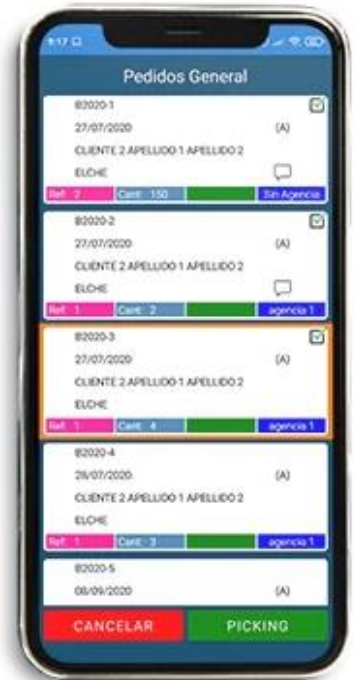 9:17
Pedidos General
B2020-1
27/07/2020 (A)
CLIENTE 2 APELLIDO 1 APELLIDO 2
ELCHE
Ref: 2 Cant: 150 Sin Agencia
B2020-2
27/07/2020 (A)
CLIENTE 2 APELLIDO 1 APELLIDO 2
ELCHE
Ref: 1 Cant: 2 agencia 1
B2020-3
27/07/2020 (A)
CLIENTE 2 APELLIDO 1 APELLIDO 2
ELCHE
Ref: 1 Cant: 4 agencia 1
B2020-4
28/07/2020 (A)
CLIENTE 2 APELLIDO 1 APELLIDO 2
ELCHE
Ref: 1 Cant: 3 agencia 1
B2020-5
08/09/2020 (A)
CANCELAR PICKING